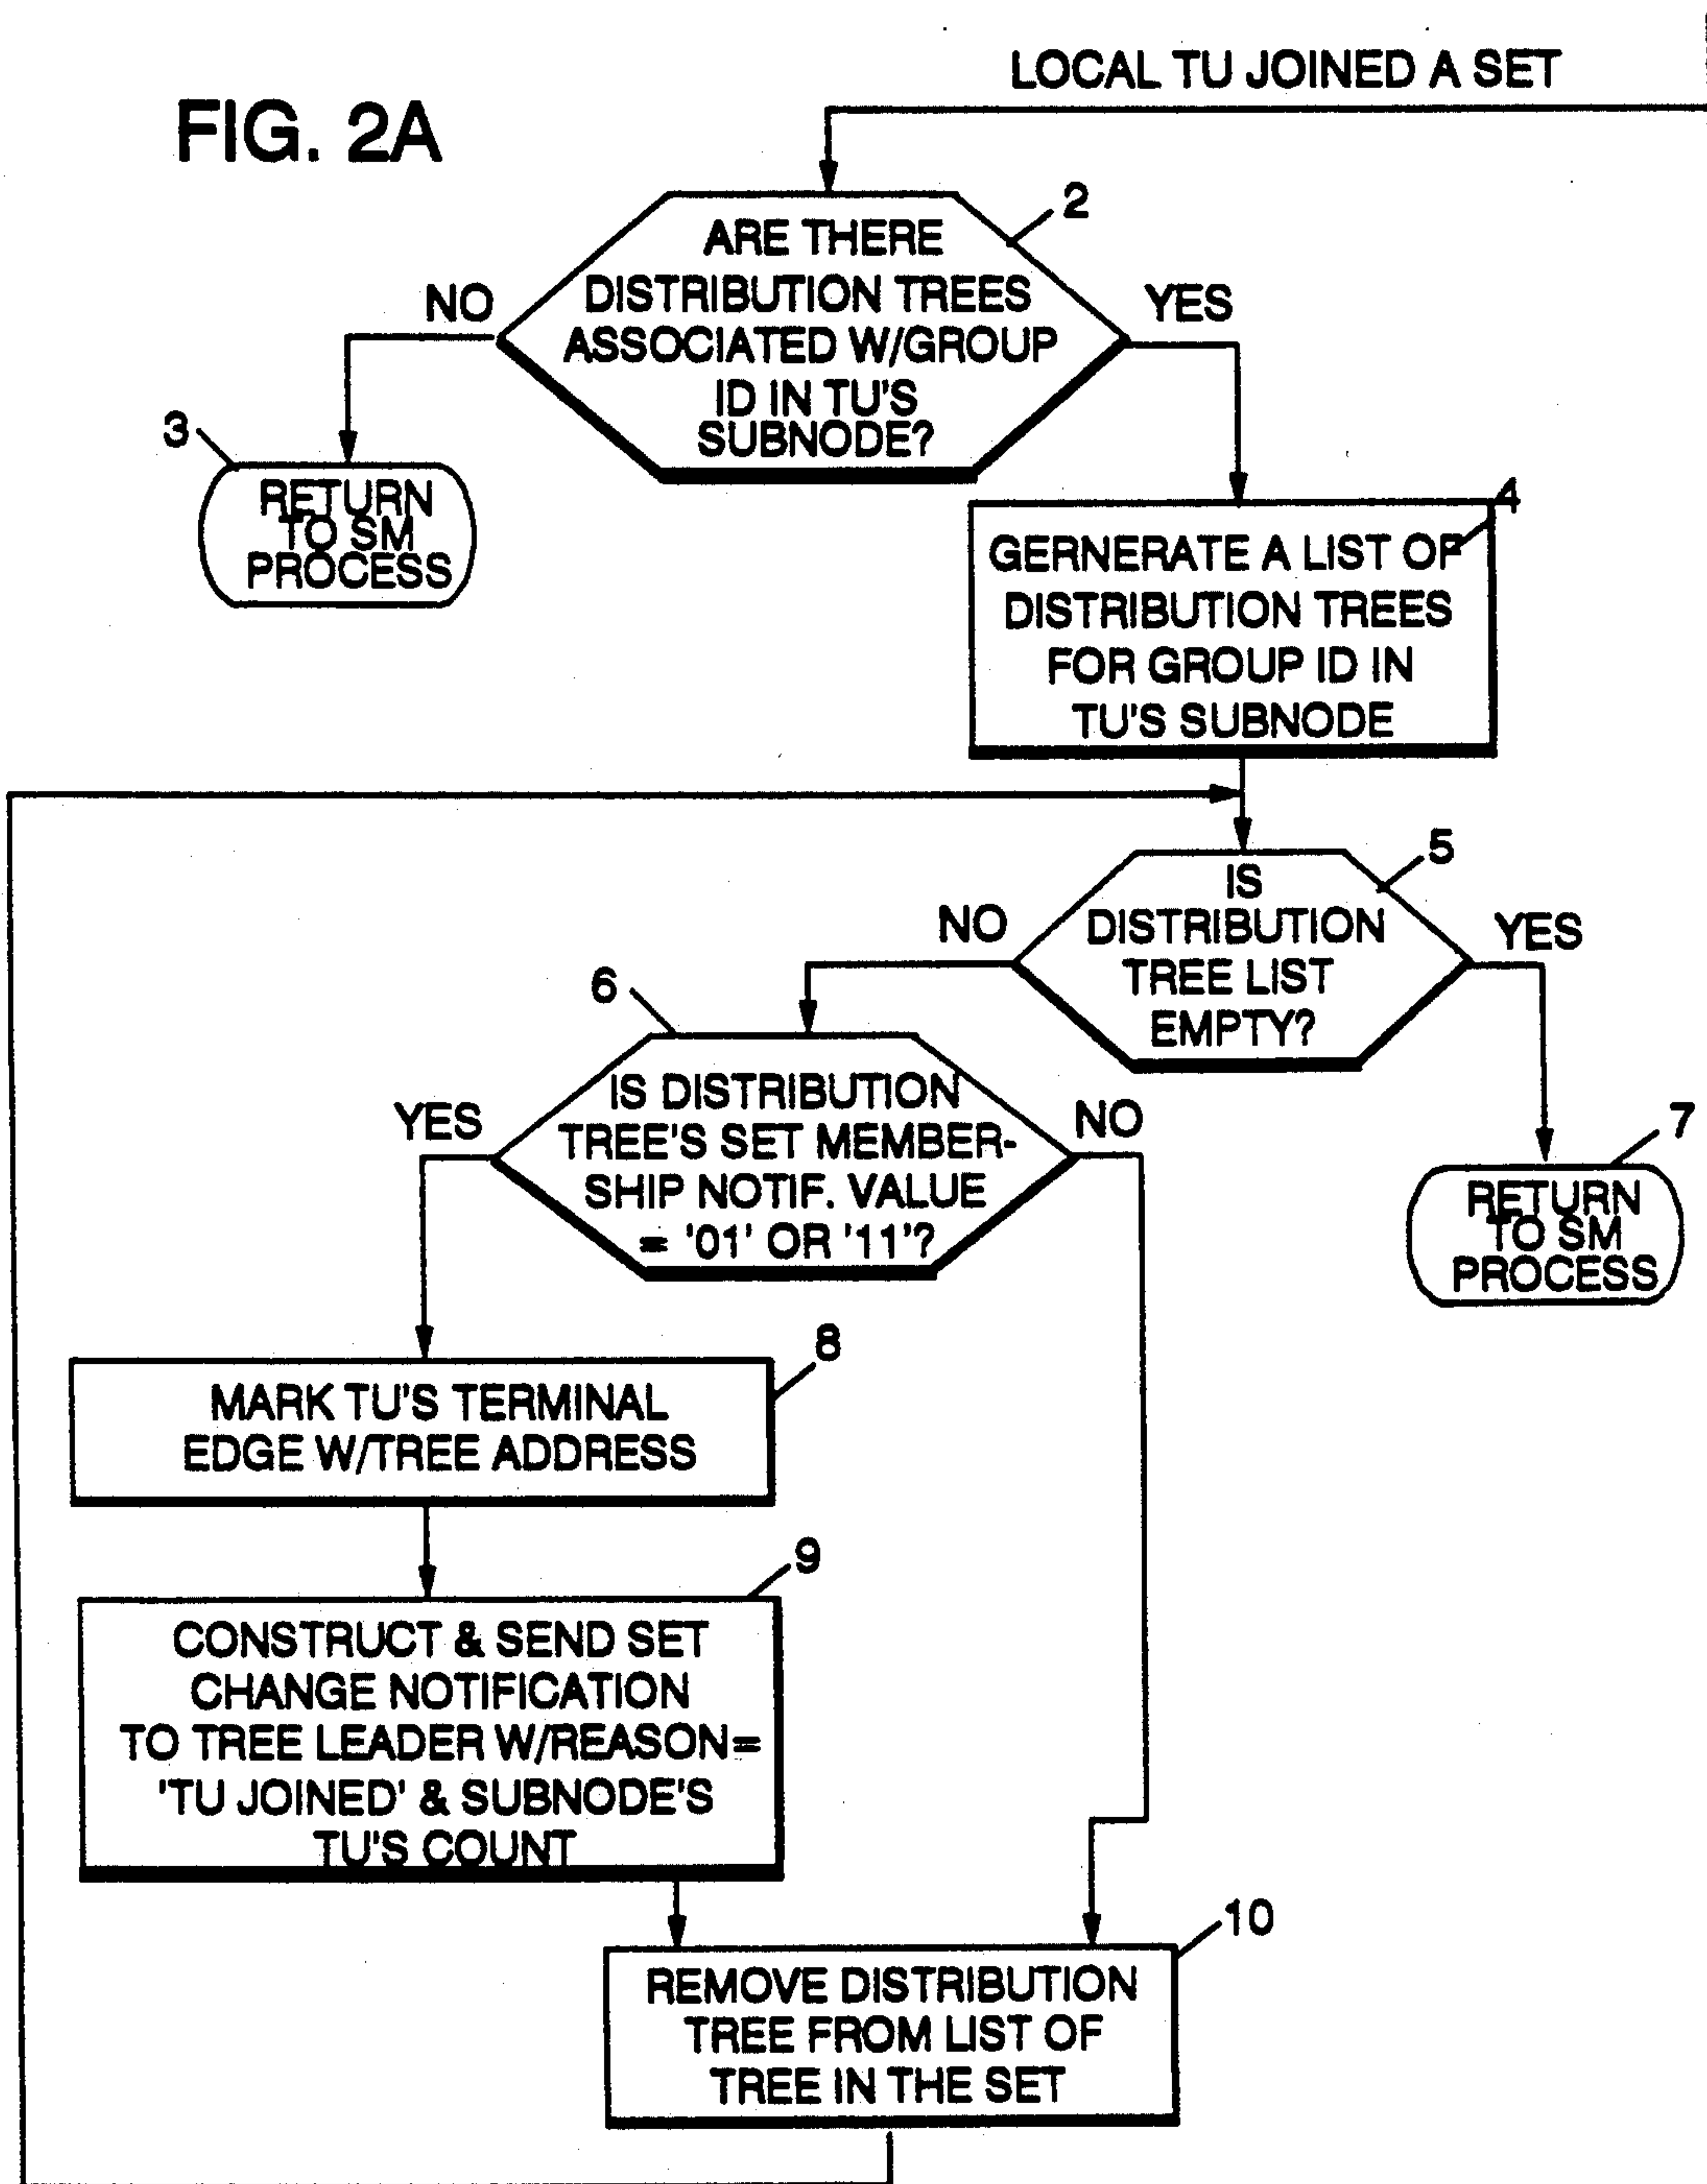 LOCAL TU JOINED A SET
FIG. 2A
2
ARE THERE
DISTRIBUTION TREES
ASSOCIATED W/GROUP
ID IN TU'S
SUBNODE?
NO
YES
3
RETURN
TO SM
PROCESS
4
GERNERATE A LIST OF
DISTRIBUTION TREES
FOR GROUP ID IN
TU'S SUBNODE
5
IS
DISTRIBUTION
TREE LIST
EMPTY?
NO
YES
6
IS DISTRIBUTION
TREE'S SET MEMBER-
SHIP NOTIF. VALUE
= '01' OR '11'?
YES
NO
7
RETURN
TO SM
PROCESS
8
MARK TU'S TERMINAL
EDGE W/TREE ADDRESS
9
CONSTRUCT & SEND SET
CHANGE NOTIFICATION
TO TREE LEADER W/REASON=
'TU JOINED' & SUBNODE'S
TU'S COUNT
10
REMOVE DISTRIBUTION
TREE FROM LIST OF
TREE IN THE SET